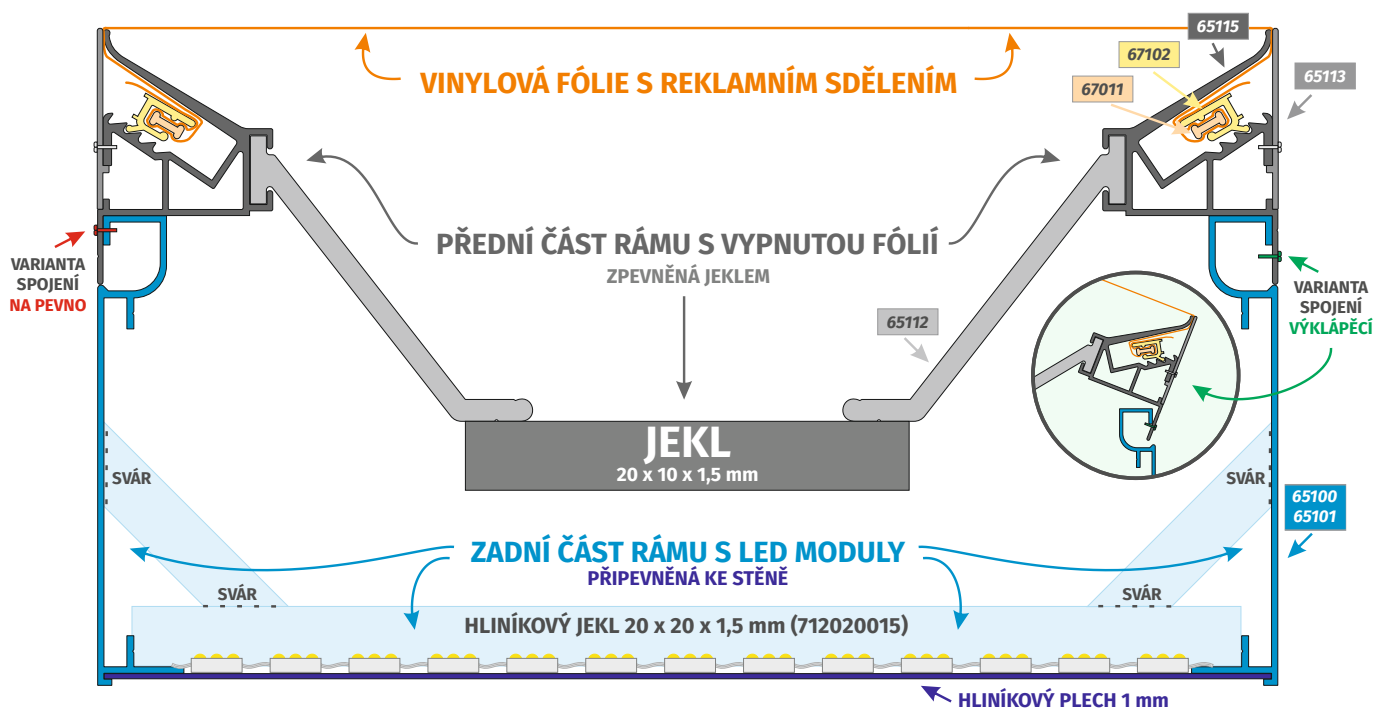 65115
67102
65113
67011
VINYLOVÁ FÓLIE S REKLAMNÍM SDĚLENÍM
PŘEDNÍ ČÁST RÁMU S VYPNUTOU FÓLIÍ
ZPEVNĚNÁ JEKLEM
VARIANTA
SPOJENÍ
NA PEVNO
VARIANTA
SPOJENÍ
VÝKLÁPĚCÍ
65112
JEKL
20 x 10 x 1,5 mm
SVÁR
SVÁR
65100
65101
ZADNÍ ČÁST RÁMU S LED MODULY
PŘIPEVNĚNÁ KE STĚNĚ
SVÁR
SVÁR
HLINÍKOVÝ JEKL 20 x 20 x 1,5 mm (712020015)
HLINÍKOVÝ PLECH 1 mm